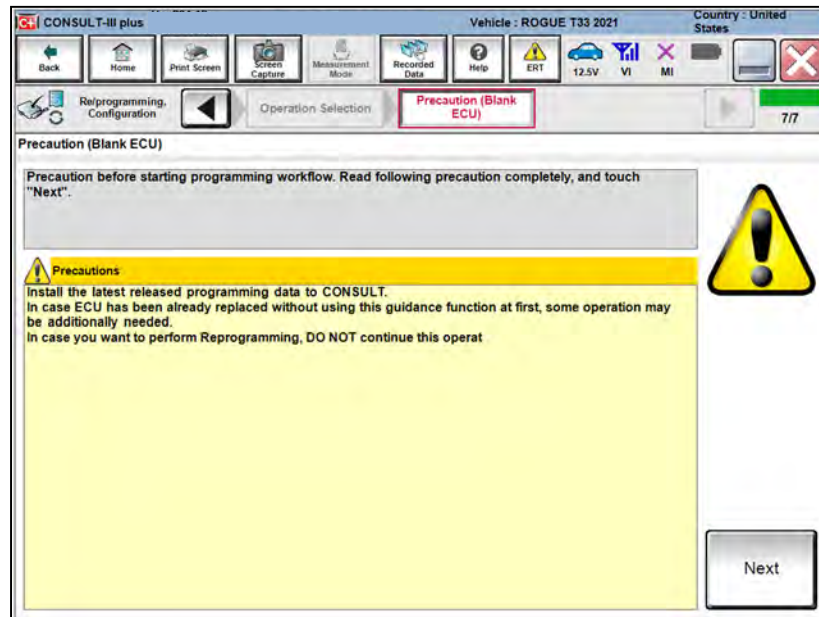 C+ CONSULT-III plus
Vehicle : ROGUE T33 2021
Country : United States
Back
Home
Print Screen
Screen Capture
Measurement Mode
Recorded Data
Help
ERT
12.5V
VI
MI
Re/programming, Configuration
Operation Selection
Precaution (Blank ECU)
7/7
Precaution (Blank ECU)
Precaution before starting programming workflow. Read following precaution completely, and touch
"Next".
Precautions
Install the latest released programming data to CONSULT.
In case ECU has been already replaced without using this guidance function at first, some operation may
be additionally needed.
In case you want to perform Reprogramming, DO NOT continue this operat
Next